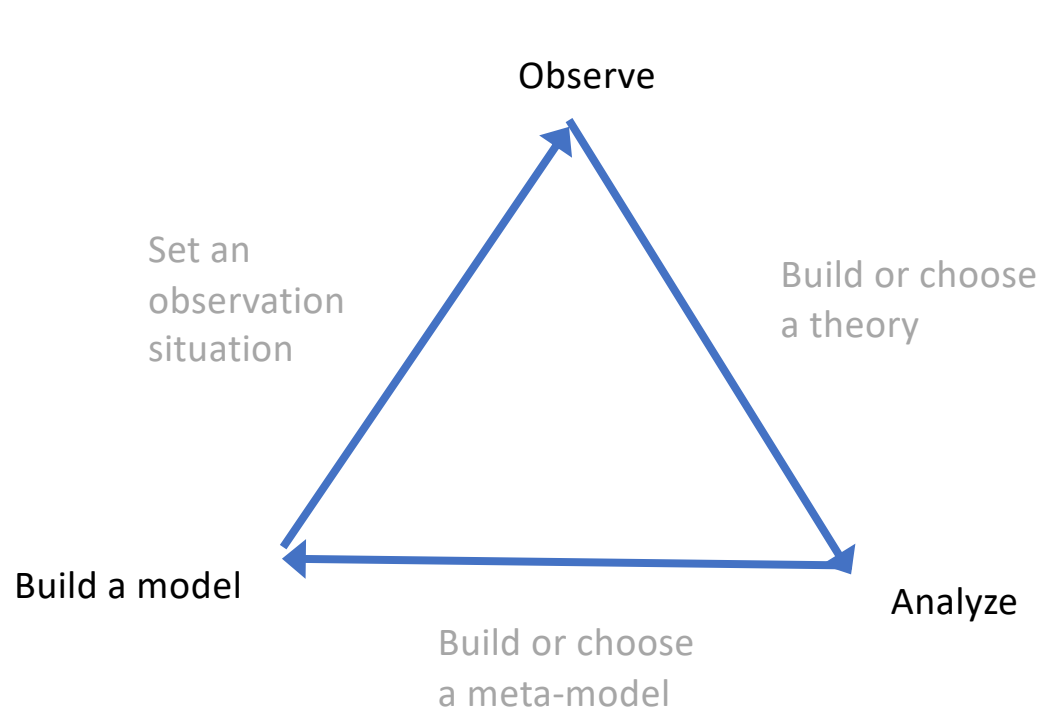 Observe
Set an
observation
situation
Build or choose
a theory
Build a model
Analyze
Build or choose
a meta-model